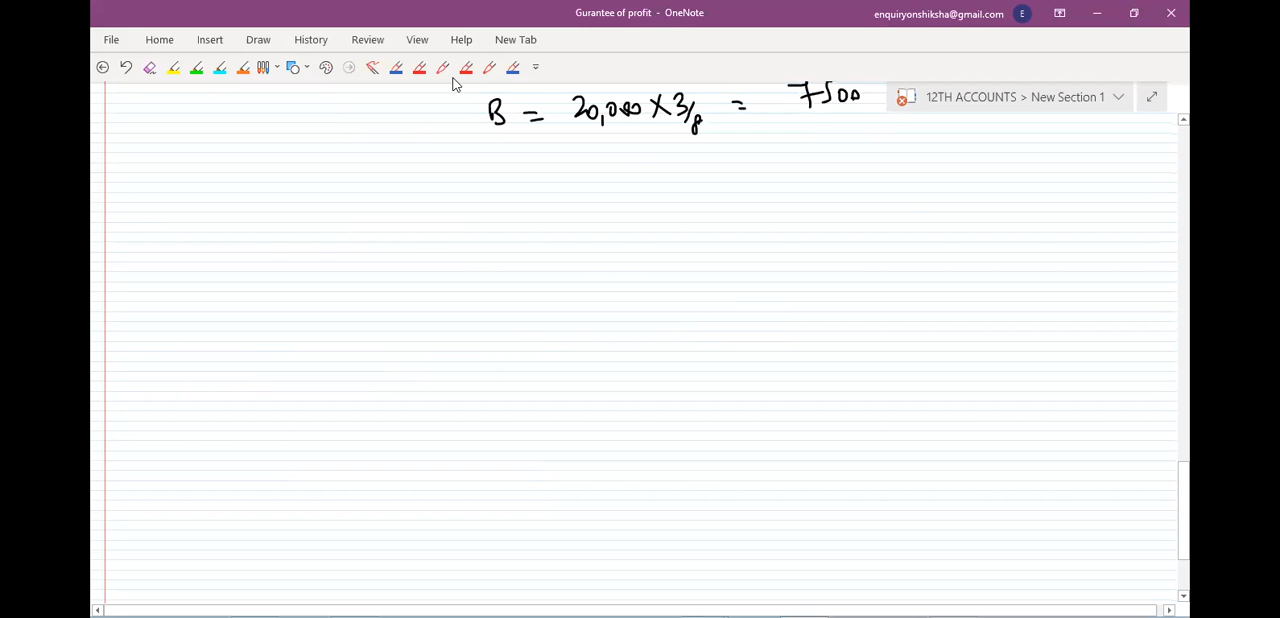 Gurantee of profit - OneNote
enquiryonshiksha@gmail.com E
File Home Insert Draw History Review View Help New Tab
12TH ACCOUNTS > New Section 1
B = 20,000 X 3/8 = 7500